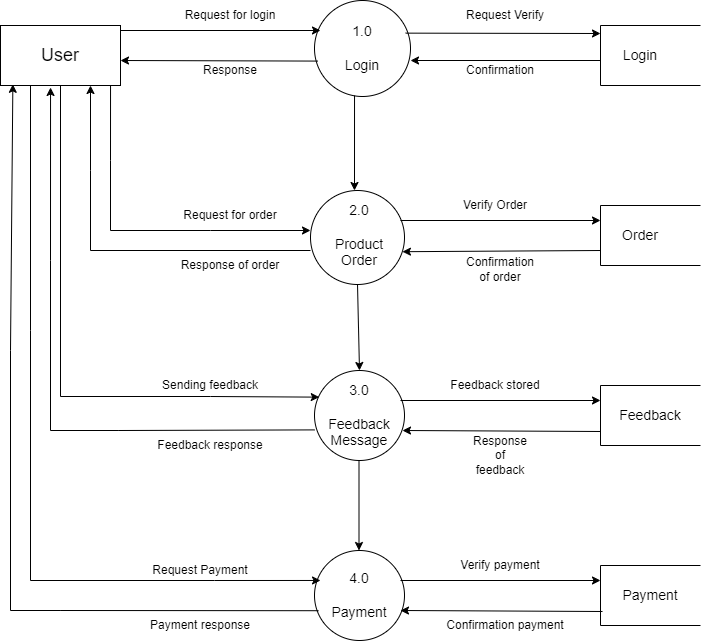 Request for login
1.0
Request Verify
User
Login
Login
Response
Confirmation
2.0
Request for order
Verify Order
Product
Order
Order
Response of order
Confirmation
of order
3.0
Sending feedback
Feedback stored
Feedback
Message
Feedback
Feedback response
Response
of
feedback
4.0
Request Payment
Verify payment
Payment
Payment
Payment response
Confirmation payment